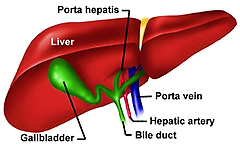 Porta hepatis
Liver
Porta vein
Hepatic artery
Gallbladder
Bile duct